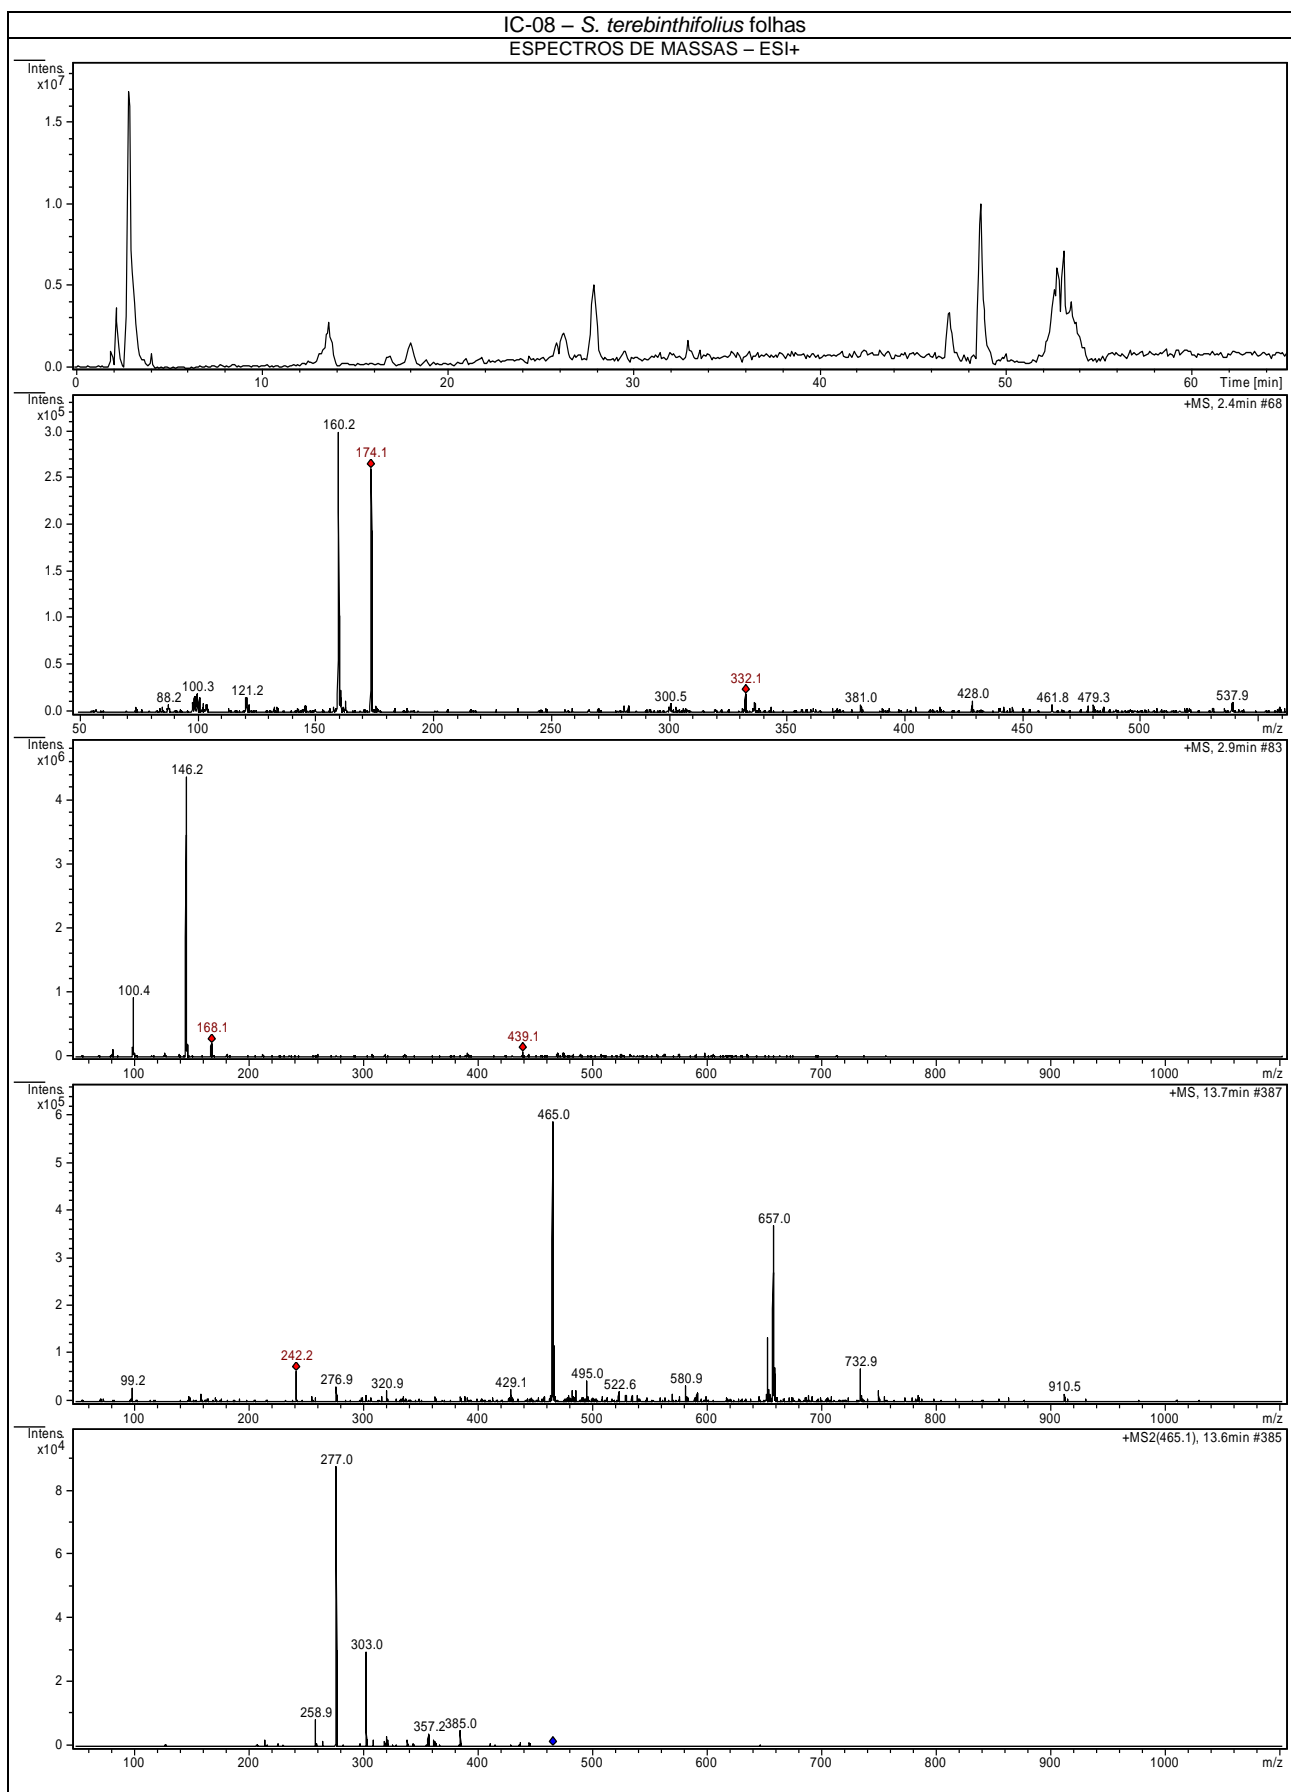 IC-08 – S. terebinthifolius folhas
ESPECTROS DE MASSAS – ESI+
Intens.
x10^7
1.5
1.0
0.5
0.0
0 10 20 30 40 50 60 Time [min]
Intens.
x10^5
+MS, 2.4min #68
3.0
2.5
2.0
1.5
1.0
0.5
0.0
160.2
174.1
88.2
100.3
121.2
300.5
332.1
381.0
428.0
461.8
479.3
537.9
50 100 150 200 250 300 350 400 450 500 m/z
Intens.
x10^6
+MS, 2.9min #83
4
3
2
1
0
146.2
100.4
168.1
439.1
100 200 300 400 500 600 700 800 900 1000 m/z
Intens.
x10^5
+MS, 13.7min #387
6
5
4
3
2
1
0
465.0
657.0
99.2
242.2
276.9
320.9
429.1
495.0
522.6
580.9
732.9
910.5
100 200 300 400 500 600 700 800 900 1000 m/z
Intens.
x10^4
+MS2(465.1), 13.6min #385
8
6
4
2
0
277.0
303.0
258.9
357.2
385.0
100 200 300 400 500 600 700 800 900 1000 m/z